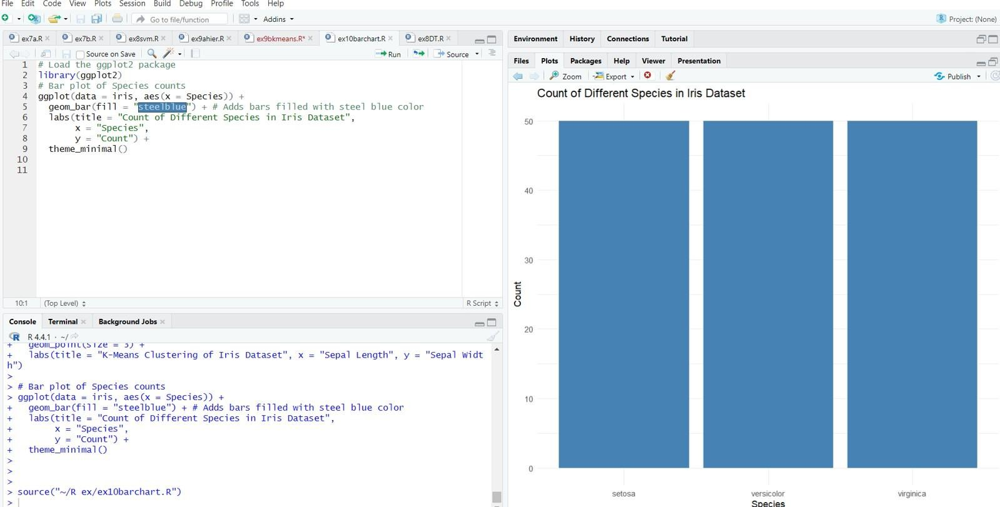 File Edit Code View Plots Session Build Debug Profile Tools Help
Go to file/function Addins Project: (None)
ex7a.R ex7b.R ex8svm.R ex9ahier.R ex9bkmeans.R* ex10barchart.R ex8DT.R
Source on Save Run Source
1 # Load the ggplot2 package
2 library(ggplot2)
3 # Bar plot of Species counts
4 ggplot(data = iris, aes(x = Species)) +
5 geom_bar(fill = "steelblue") + # Adds bars filled with steel blue color
6 labs(title = "Count of Different Species in Iris Dataset",
7 x = "Species",
8 y = "Count") +
9 theme_minimal()
10
11
10:1 (Top Level) R Script
Console Terminal Background Jobs
R 4.4.1 · ~/
+ geom_point(size = 3) +
+ labs(title = "K-Means Clustering of Iris Dataset", x = "Sepal Length", y = "Sepal Widt
h")
>
> # Bar plot of Species counts
> ggplot(data = iris, aes(x = Species)) +
+ geom_bar(fill = "steelblue") + # Adds bars filled with steel blue color
+ labs(title = "Count of Different Species in Iris Dataset",
+ x = "Species",
+ y = "Count") +
+ theme_minimal()
>
>
>
> source("~/R ex/ex10barchart.R")
>
Environment History Connections Tutorial
Files Plots Packages Help Viewer Presentation
Zoom Export Publish
Count of Different Species in Iris Dataset
50
40
30
Count
20
10
0
setosa versicolor virginica
Species